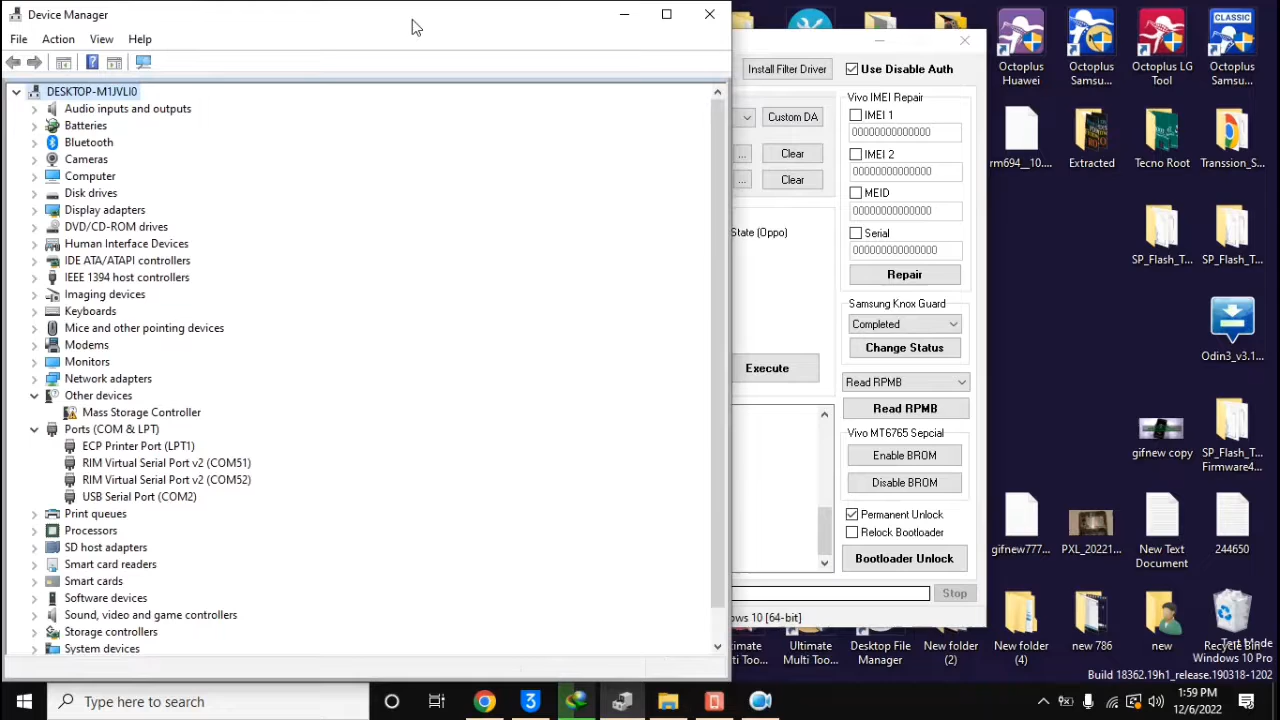 Device Manager
File Action View Help
DESKTOP-M1JVLI0
Audio inputs and outputs
Batteries
Bluetooth
Cameras
Computer
Disk drives
Display adapters
DVD/CD-ROM drives
Human Interface Devices
IDE ATA/ATAPI controllers
IEEE 1394 host controllers
Imaging devices
Keyboards
Mice and other pointing devices
Modems
Monitors
Network adapters
Other devices
Mass Storage Controller
Ports (COM & LPT)
ECP Printer Port (LPT1)
RIM Virtual Serial Port v2 (COM51)
RIM Virtual Serial Port v2 (COM52)
USB Serial Port (COM2)
Print queues
Processors
SD host adapters
Smart card readers
Smart cards
Software devices
Sound, video and game controllers
Storage controllers
System devices
Install Filter Driver
Use Disable Auth
Custom DA
... Clear
... Clear
State (Oppo)
Execute
Vivo IMEI Repair
IMEI 1
00000000000000
IMEI 2
00000000000000
MEID
00000000000000
Serial
000000000000000
Repair
Samsung Knox Guard
Completed
Change Status
Read RPMB
Read RPMB
Vivo MT6765 Sepcial
Enable BROM
Disable BROM
Permanent Unlock
Relock Bootloader
Bootloader Unlock
Stop
ows 10 [64-bit]
Octoplus Huawei
Octoplus Samsu...
Octoplus LG Tool
CLASSIC
Octoplus Samsu...
rm694__10....
Extracted
Tecno Root
Transsion_S...
SP_Flash_T...
SP_Flash_T...
Odin3_v3.1...
gifnew copy
SP_Flash_T...
Firmware4...
gifnew777...
PXL_20221...
New Text Document
244650
ltimate
Multi Too...
Ultimate
Multi Too...
Desktop File Manager
New folder (2)
New folder (4)
new 786
new
Recycle Bin
Test Mode
Windows 10 Pro
Build 18362.19h1_release.190318-1202
Type here to search
3
1:59 PM
12/6/2022